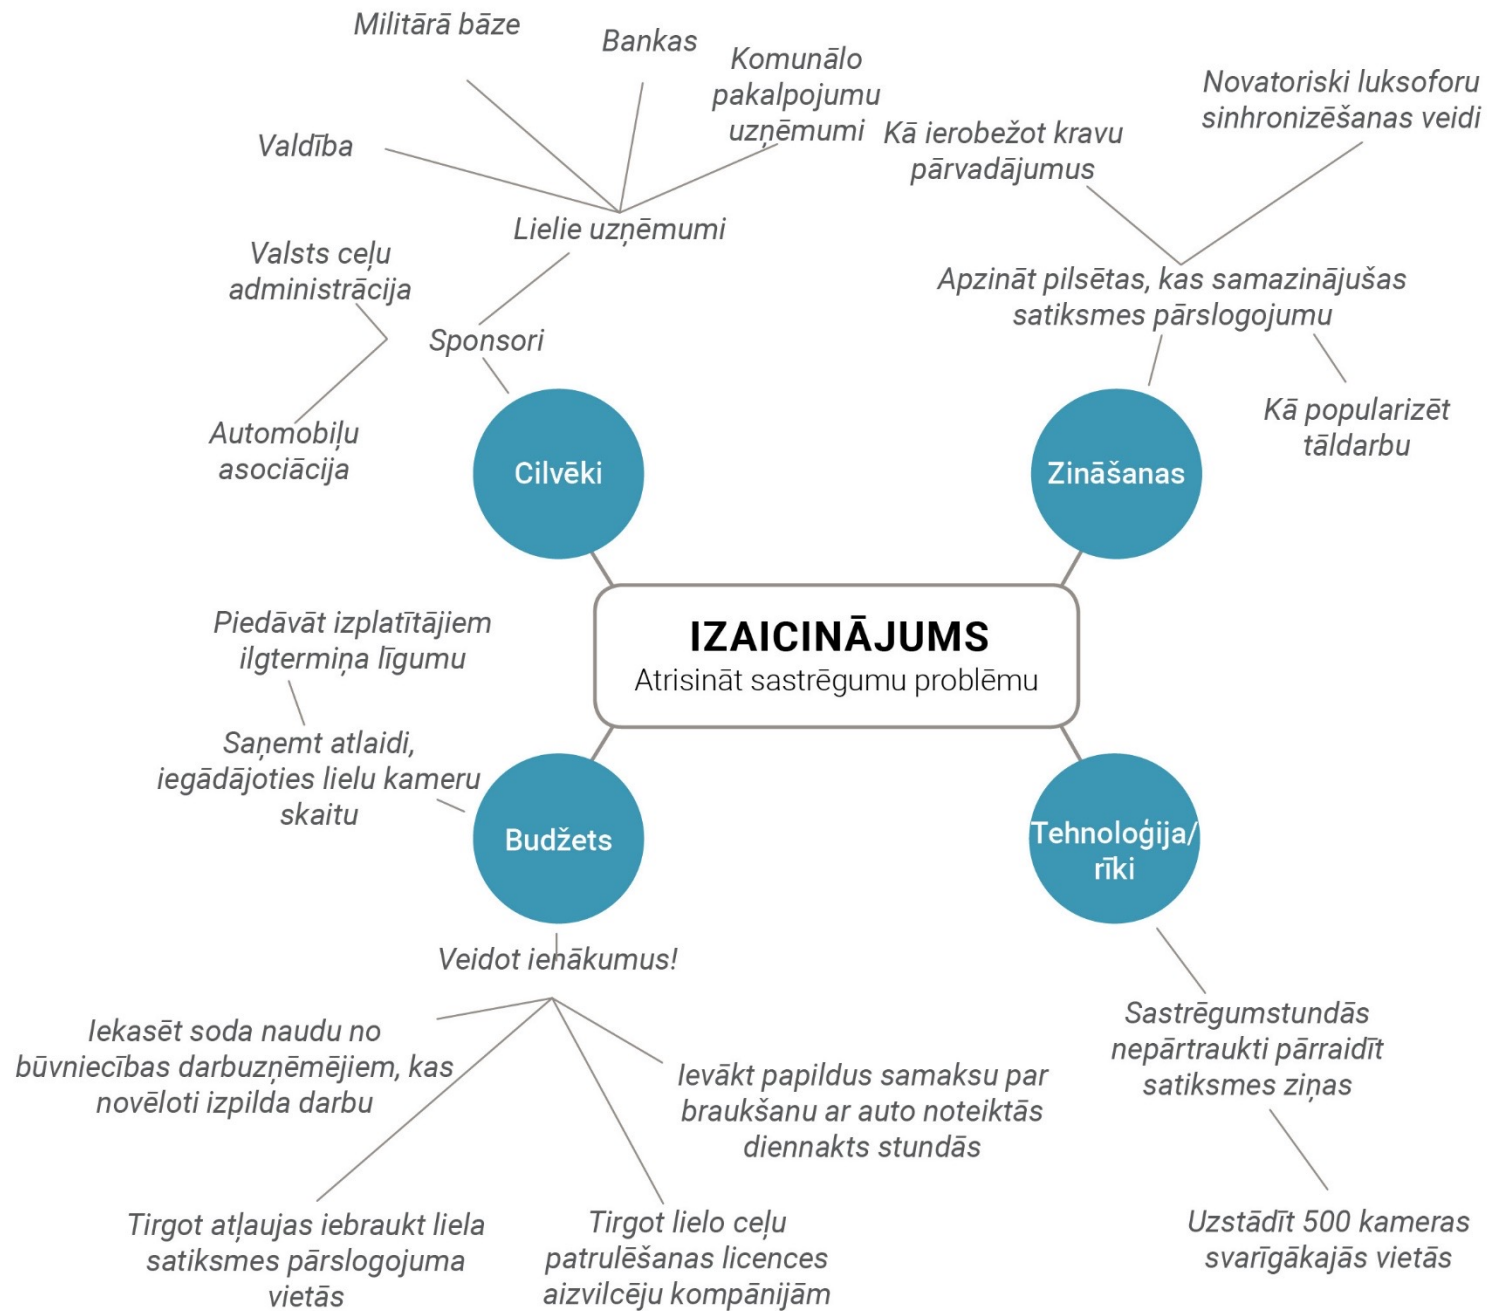 Militārā bāze
Bankas
Komunālo
pakalpojumu
uzņēmumi
Valdība
Lielie uzņēmumi
Valsts ceļu
administrācija
Sponsori
Automobiļu
asociācija
Cilvēki
Novatoriski luksoforu
sinhronizēšanas veidi
Kā ierobežot kravu
pārvadājumus
Apzināt pilsētas, kas samazinājušas
satiksmes pārslogojumu
Kā popularizēt
tāldarbu
Zināšanas
IZAICINĀJUMS
Atrisināt sastrēgumu problēmu
Piedāvāt izplatītājiem
ilgtermiņa līgumu
Saņemt atlaidi,
iegādājoties lielu kameru
skaitu
Budžets
Veidot ienākumus!
Iekasēt soda naudu no
būvniecības darbuzņēmējiem, kas
novēloti izpilda darbu
Ievākt papildus samaksu par
braukšanu ar auto noteiktās
diennakts stundās
Tirgot atļaujas iebraukt liela
satiksmes pārslogojuma
vietās
Tirgot lielo ceļu
patrulēšanas licences
aizvilcēju kompānijām
Tehnoloģija/
rīki
Sastrēgumstundās
nepārtraukti pārraidīt
satiksmes ziņas
Uzstādīt 500 kameras
svarīgākajās vietās